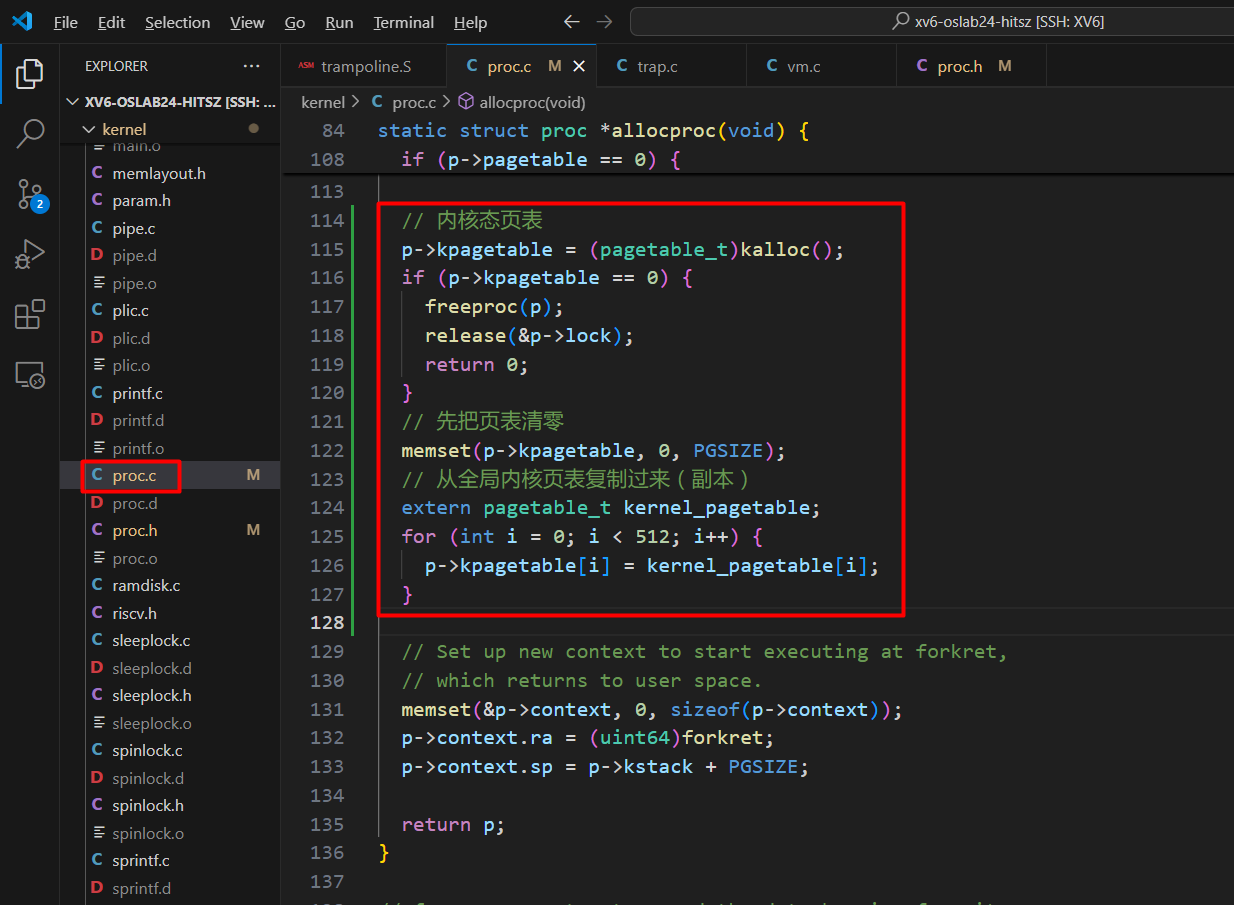 File Edit Selection View Go Run Terminal Help
xv6-oslab24-hitsz [SSH: XV6]
EXPLORER
ASM trampoline.S
C proc.c M
C trap.c
C vm.c
C proc.h M
XV6-OSLAB24-HITSZ [SSH: ...
kernel
main.o
C memlayout.h
C param.h
C pipe.c
D pipe.d
pipe.o
C plic.c
D plic.d
plic.o
C printf.c
D printf.d
printf.o
C proc.c M
D proc.d
C proc.h M
proc.o
C ramdisk.c
C riscv.h
C sleeplock.c
D sleeplock.d
C sleeplock.h
sleeplock.o
C spinlock.c
D spinlock.d
C spinlock.h
spinlock.o
C sprintf.c
D sprintf.d
2
kernel > C proc.c > allocproc(void)
84 static struct proc *allocproc(void) {
108 if (p->pagetable == 0) {
113
114 // 内核态页表
115 p->kpagetable = (pagetable_t)kalloc();
116 if (p->kpagetable == 0) {
117 freeproc(p);
118 release(&p->lock);
119 return 0;
120 }
121 // 先把页表清零
122 memset(p->kpagetable, 0, PGSIZE);
123 // 从全局内核页表复制过来（副本）
124 extern pagetable_t kernel_pagetable;
125 for (int i = 0; i < 512; i++) {
126 p->kpagetable[i] = kernel_pagetable[i];
127 }
128
129 // Set up new context to start executing at forkret,
130 // which returns to user space.
131 memset(&p->context, 0, sizeof(p->context));
132 p->context.ra = (uint64)forkret;
133 p->context.sp = p->kstack + PGSIZE;
134
135 return p;
136 }
137